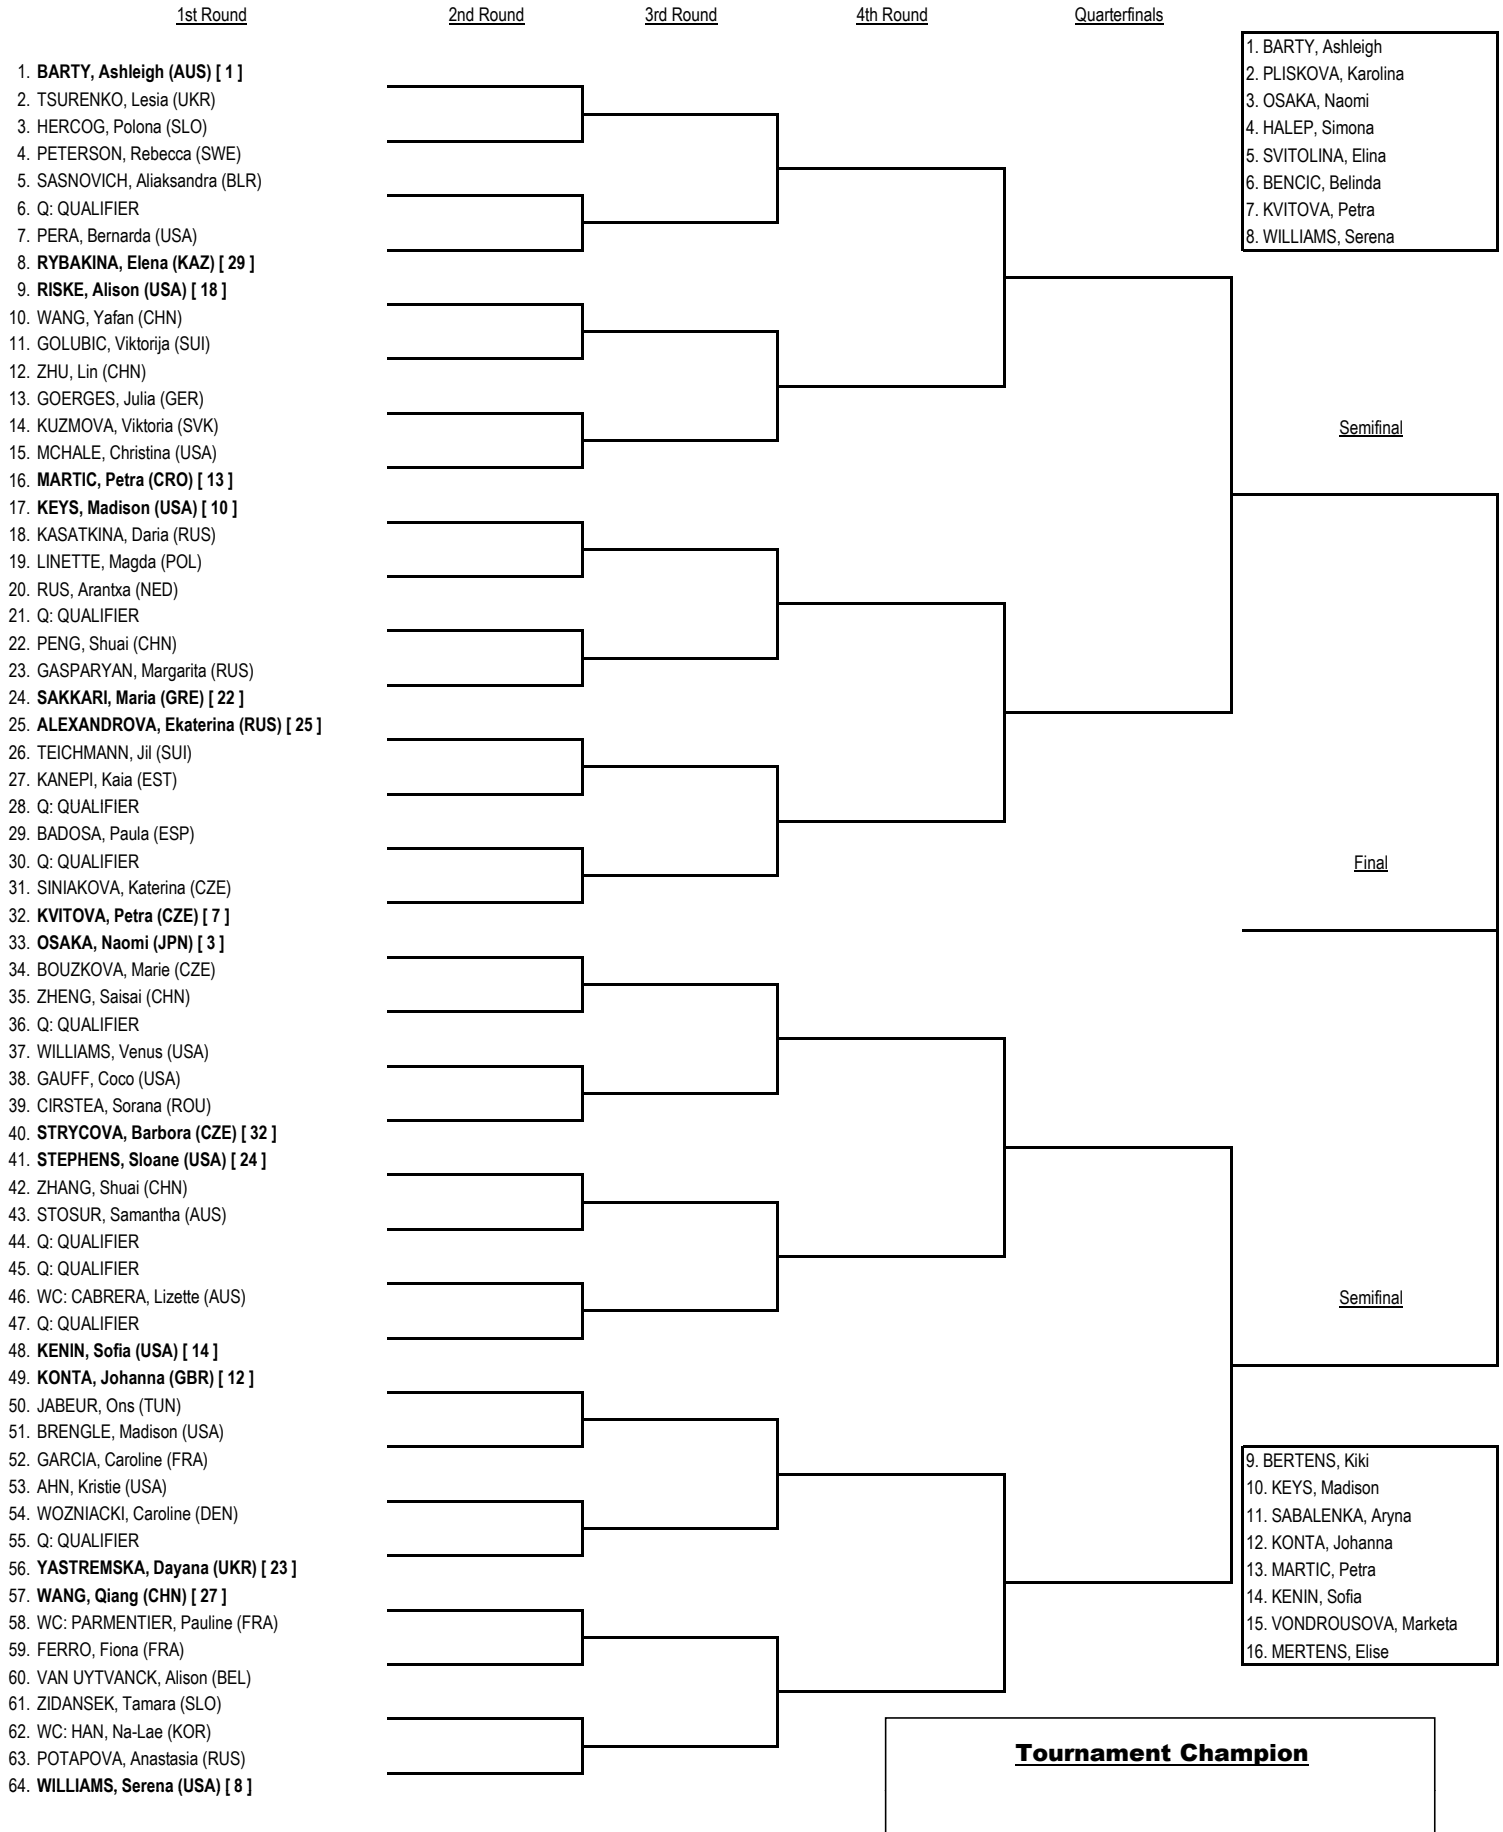 1st Round 2nd Round 3rd Round 4th Round Quarterfinals
1. BARTY, Ashleigh
2. PLISKOVA, Karolina
3. OSAKA, Naomi
4. HALEP, Simona
5. SVITOLINA, Elina
6. BENCIC, Belinda
7. KVITOVA, Petra
8. WILLIAMS, Serena
1. BARTY, Ashleigh (AUS) [ 1 ]
2. TSURENKO, Lesia (UKR)
3. HERCOG, Polona (SLO)
4. PETERSON, Rebecca (SWE)
5. SASNOVICH, Aliaksandra (BLR)
6. Q: QUALIFIER
7. PERA, Bernarda (USA)
8. RYBAKINA, Elena (KAZ) [ 29 ]
9. RISKE, Alison (USA) [ 18 ]
10. WANG, Yafan (CHN)
11. GOLUBIC, Viktorija (SUI)
12. ZHU, Lin (CHN)
13. GOERGES, Julia (GER)
14. KUZMOVA, Viktoria (SVK)
15. MCHALE, Christina (USA)
16. MARTIC, Petra (CRO) [ 13 ]
17. KEYS, Madison (USA) [ 10 ]
18. KASATKINA, Daria (RUS)
19. LINETTE, Magda (POL)
20. RUS, Arantxa (NED)
21. Q: QUALIFIER
22. PENG, Shuai (CHN)
23. GASPARYAN, Margarita (RUS)
24. SAKKARI, Maria (GRE) [ 22 ]
25. ALEXANDROVA, Ekaterina (RUS) [ 25 ]
26. TEICHMANN, Jil (SUI)
27. KANEPI, Kaia (EST)
28. Q: QUALIFIER
29. BADOSA, Paula (ESP)
30. Q: QUALIFIER
31. SINIAKOVA, Katerina (CZE)
32. KVITOVA, Petra (CZE) [ 7 ]
33. OSAKA, Naomi (JPN) [ 3 ]
34. BOUZKOVA, Marie (CZE)
35. ZHENG, Saisai (CHN)
36. Q: QUALIFIER
37. WILLIAMS, Venus (USA)
38. GAUFF, Coco (USA)
39. CIRSTEA, Sorana (ROU)
40. STRYCOVA, Barbora (CZE) [ 32 ]
41. STEPHENS, Sloane (USA) [ 24 ]
42. ZHANG, Shuai (CHN)
43. STOSUR, Samantha (AUS)
44. Q: QUALIFIER
45. Q: QUALIFIER
46. WC: CABRERA, Lizette (AUS)
47. Q: QUALIFIER
48. KENIN, Sofia (USA) [ 14 ]
49. KONTA, Johanna (GBR) [ 12 ]
50. JABEUR, Ons (TUN)
51. BRENGLE, Madison (USA)
52. GARCIA, Caroline (FRA)
53. AHN, Kristie (USA)
54. WOZNIACKI, Caroline (DEN)
55. Q: QUALIFIER
56. YASTREMSKA, Dayana (UKR) [ 23 ]
57. WANG, Qiang (CHN) [ 27 ]
58. WC: PARMENTIER, Pauline (FRA)
59. FERRO, Fiona (FRA)
60. VAN UYTVANCK, Alison (BEL)
61. ZIDANSEK, Tamara (SLO)
62. WC: HAN, Na-Lae (KOR)
63. POTAPOVA, Anastasia (RUS)
64. WILLIAMS, Serena (USA) [ 8 ]
Semifinal
Final
Semifinal
9. BERTENS, Kiki
10. KEYS, Madison
11. SABALENKA, Aryna
12. KONTA, Johanna
13. MARTIC, Petra
14. KENIN, Sofia
15. VONDROUSOVA, Marketa
16. MERTENS, Elise
Tournament Champion